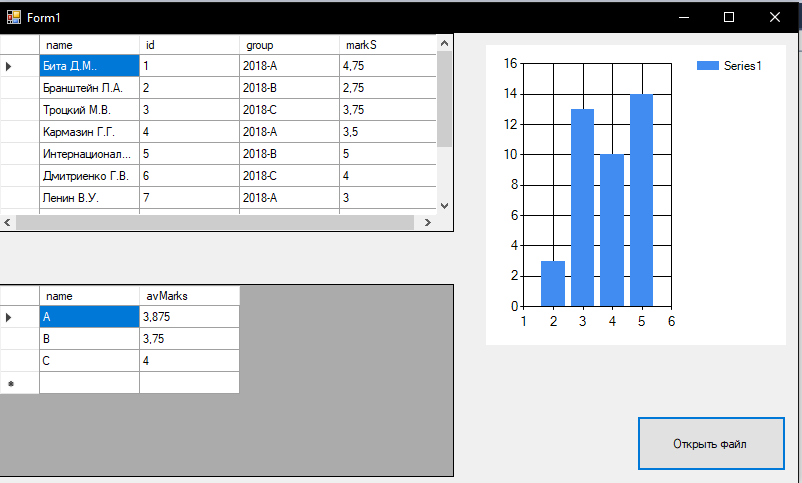 Form1
name id group markS
Бита Д.М.. 1 2018-A 4,75
Бранштейн Л.А. 2 2018-B 2,75
Троцкий М.В. 3 2018-C 3,75
Кармазин Г.Г. 4 2018-A 3,5
Интернационал... 5 2018-B 5
Дмитриенко Г.В. 6 2018-C 4
Ленин В.У. 7 2018-A 3
name avMarks
A 3,875
B 3,75
C 4
Series1
16
14
12
10
8
6
4
2
0
1 2 3 4 5 6
Открыть файл